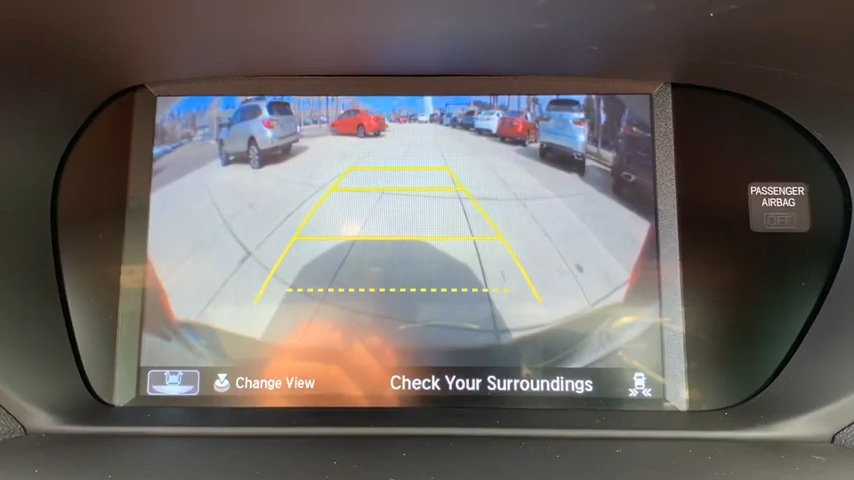 PASSENGER
AIRBAG
OFF
Change View
Check Your Surroundings